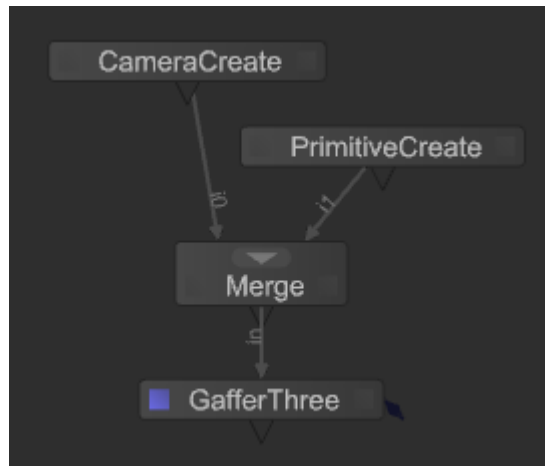 CameraCreate
PrimitiveCreate
i0
i1
Merge
in
GafferThree